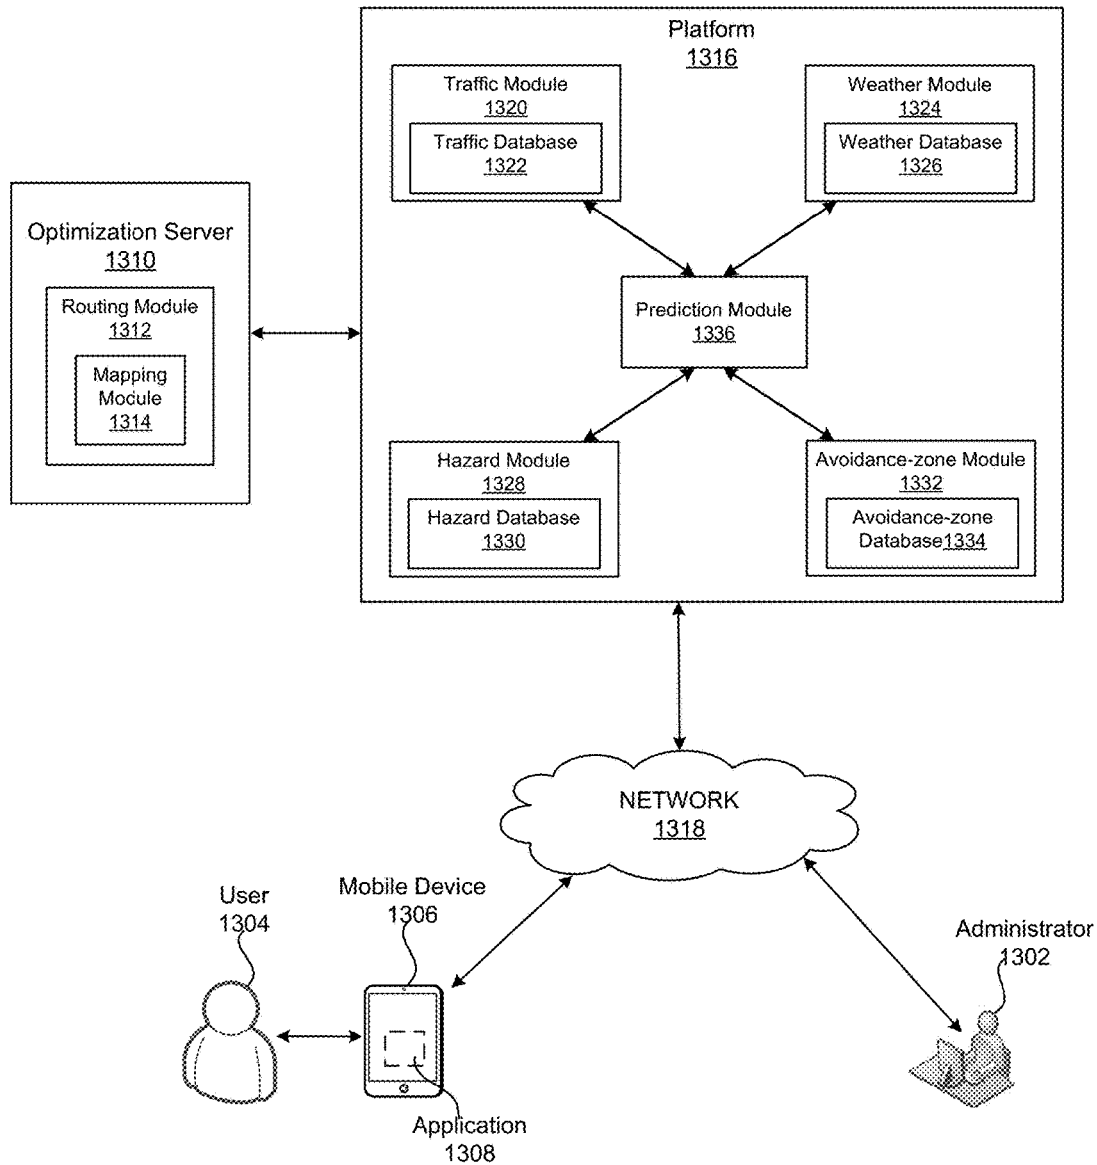 Platform
1316
Traffic Module
1320
Traffic Database
1322
Weather Module
1324
Weather Database
1326
Optimization Server
1310
Routing Module
1312
Mapping
Module
1314
Prediction Module
1336
Hazard Module
1328
Hazard Database
1330
Avoidance-zone Module
1332
Avoidance-zone
Database1334
NETWORK
1318
User
1304
Mobile Device
1306
Administrator
1302
Application
1308